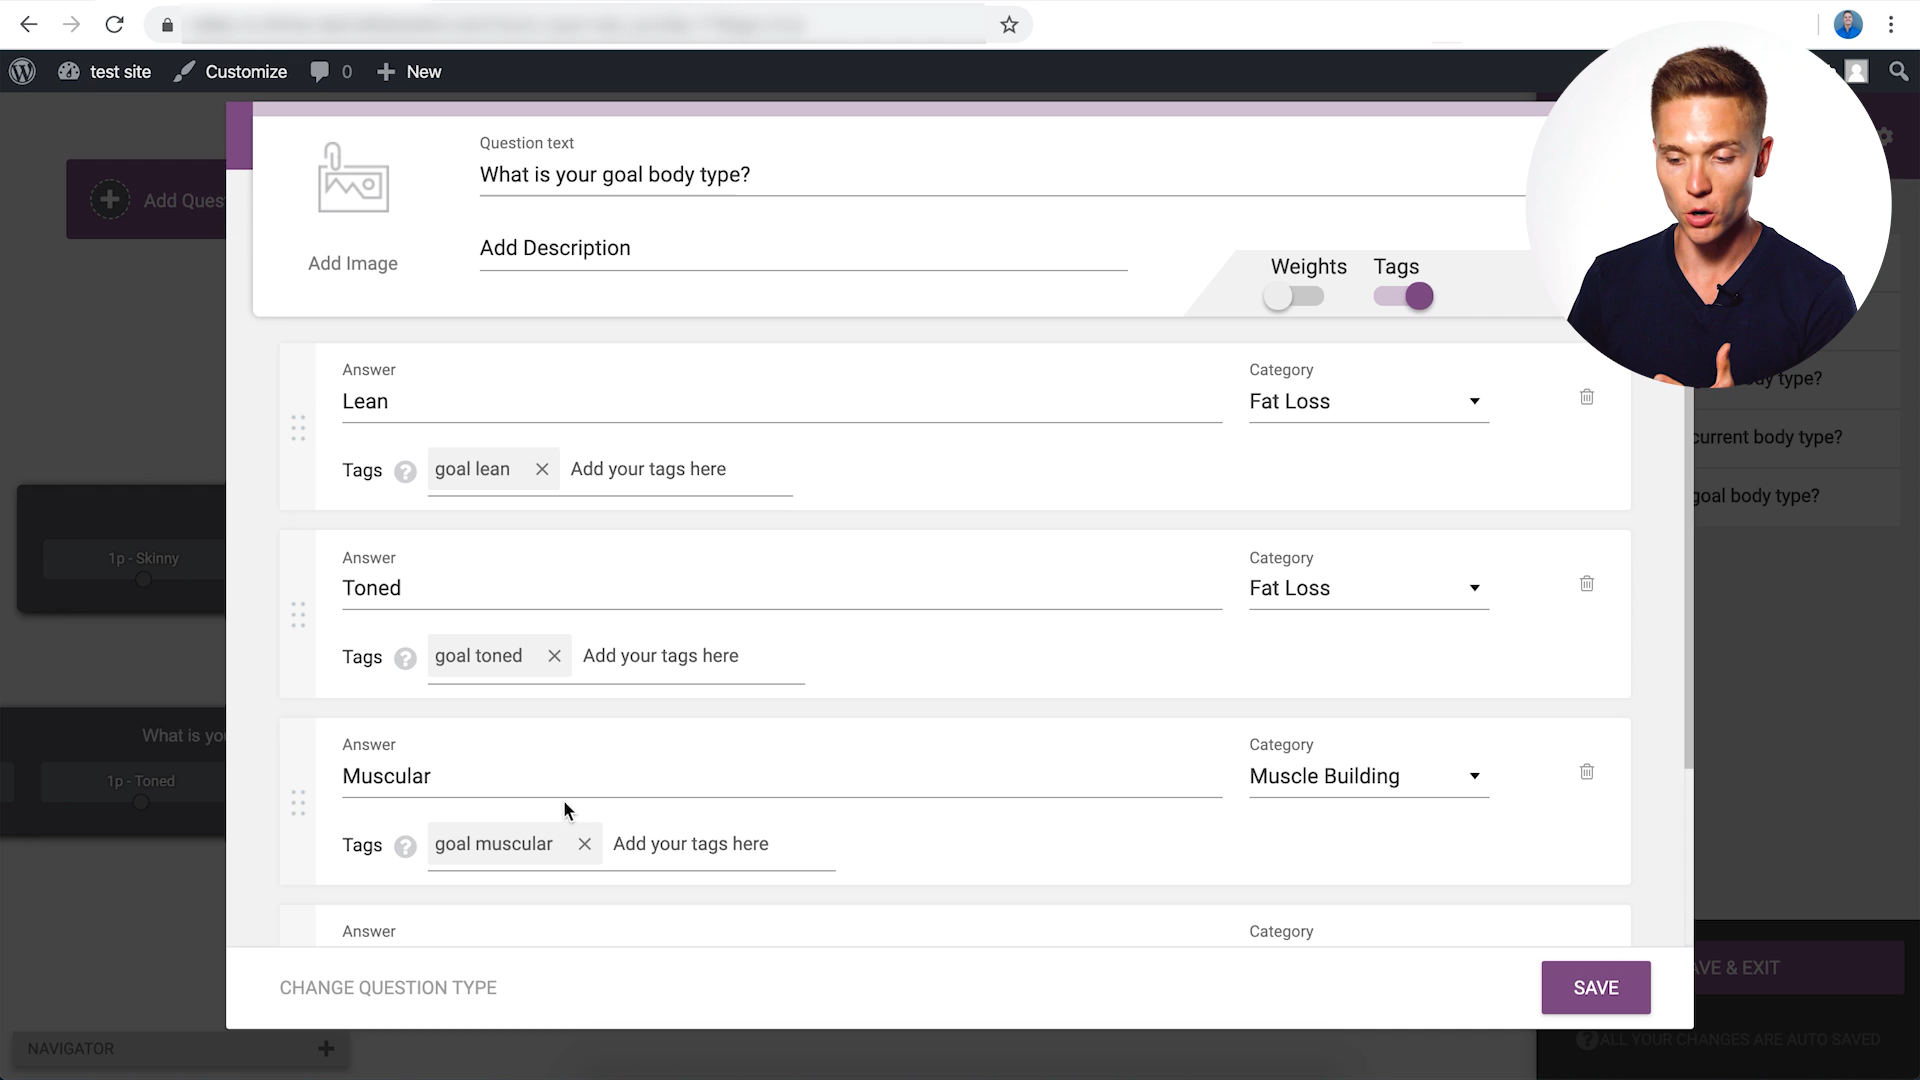 test site
Customize
0
New
Add Ques
Question text
What is your goal body type?
Add Image
Add Description
Weights
Tags
Answer
Lean
Category
Fat Loss
Tags
?
goal lean
Add your tags here
Answer
Toned
Category
Fat Loss
Tags
?
goal toned
Add your tags here
Answer
Muscular
Category
Muscle Building
Tags
?
goal muscular
Add your tags here
Answer
Category
CHANGE QUESTION TYPE
SAVE
1p - Skinny
What is you
1p - Toned
NAVIGATOR
dy type?
current body type?
goal body type?
AVE & EXIT
? ALL YOUR CHANGES ARE AUTO SAVED